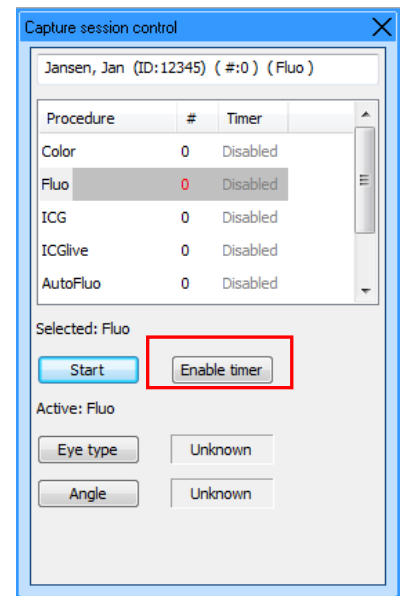 Capture session control
Jansen, Jan (ID:12345) ( #:0 ) ( Fluo )
Procedure # Timer
Color 0 Disabled
Fluo 0 Disabled
ICG 0 Disabled
ICGlive 0 Disabled
AutoFluo 0 Disabled
Selected: Fluo
Start Enable timer
Active: Fluo
Eye type Unknown
Angle Unknown